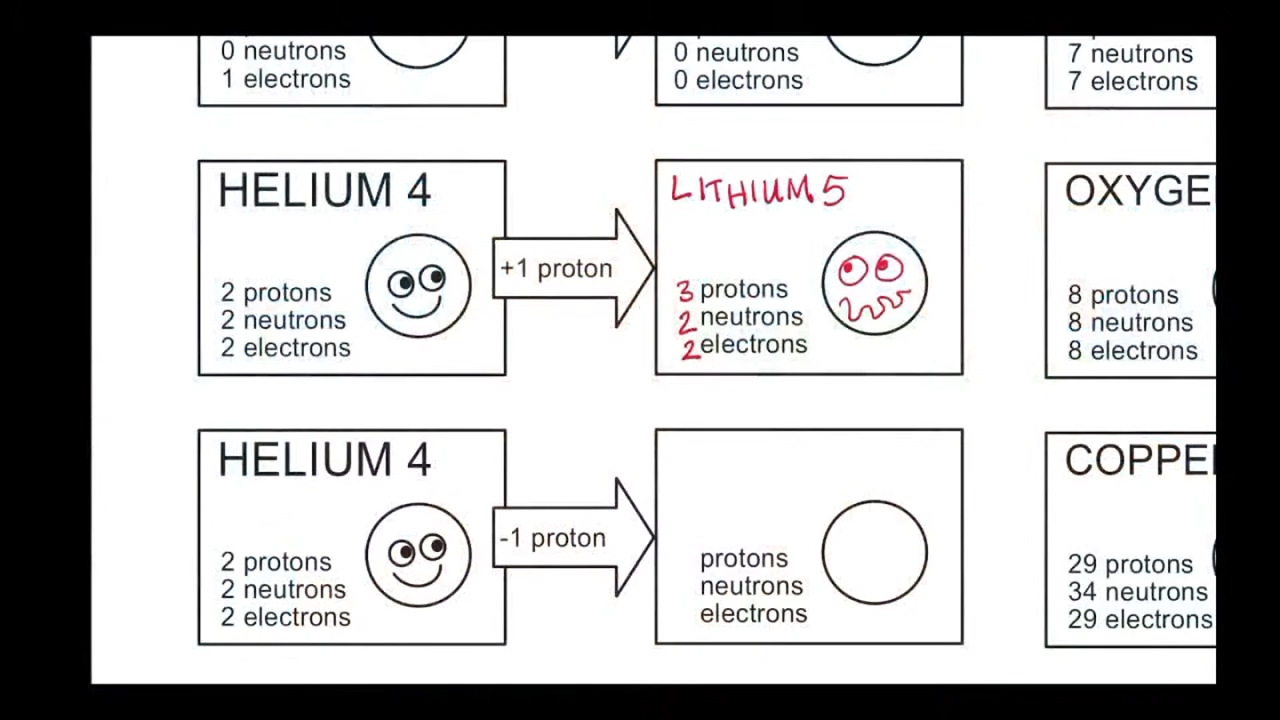 0 neutrons
1 electrons
0 neutrons
0 electrons
7 neutrons
7 electrons
HELIUM 4
2 protons
2 neutrons
2 electrons
+1 proton
LITHIUM 5
3 protons
2 neutrons
2 electrons
OXYGE
8 protons
8 neutrons
8 electrons
HELIUM 4
2 protons
2 neutrons
2 electrons
-1 proton
protons
neutrons
electrons
COPPE
29 protons
34 neutrons
29 electrons